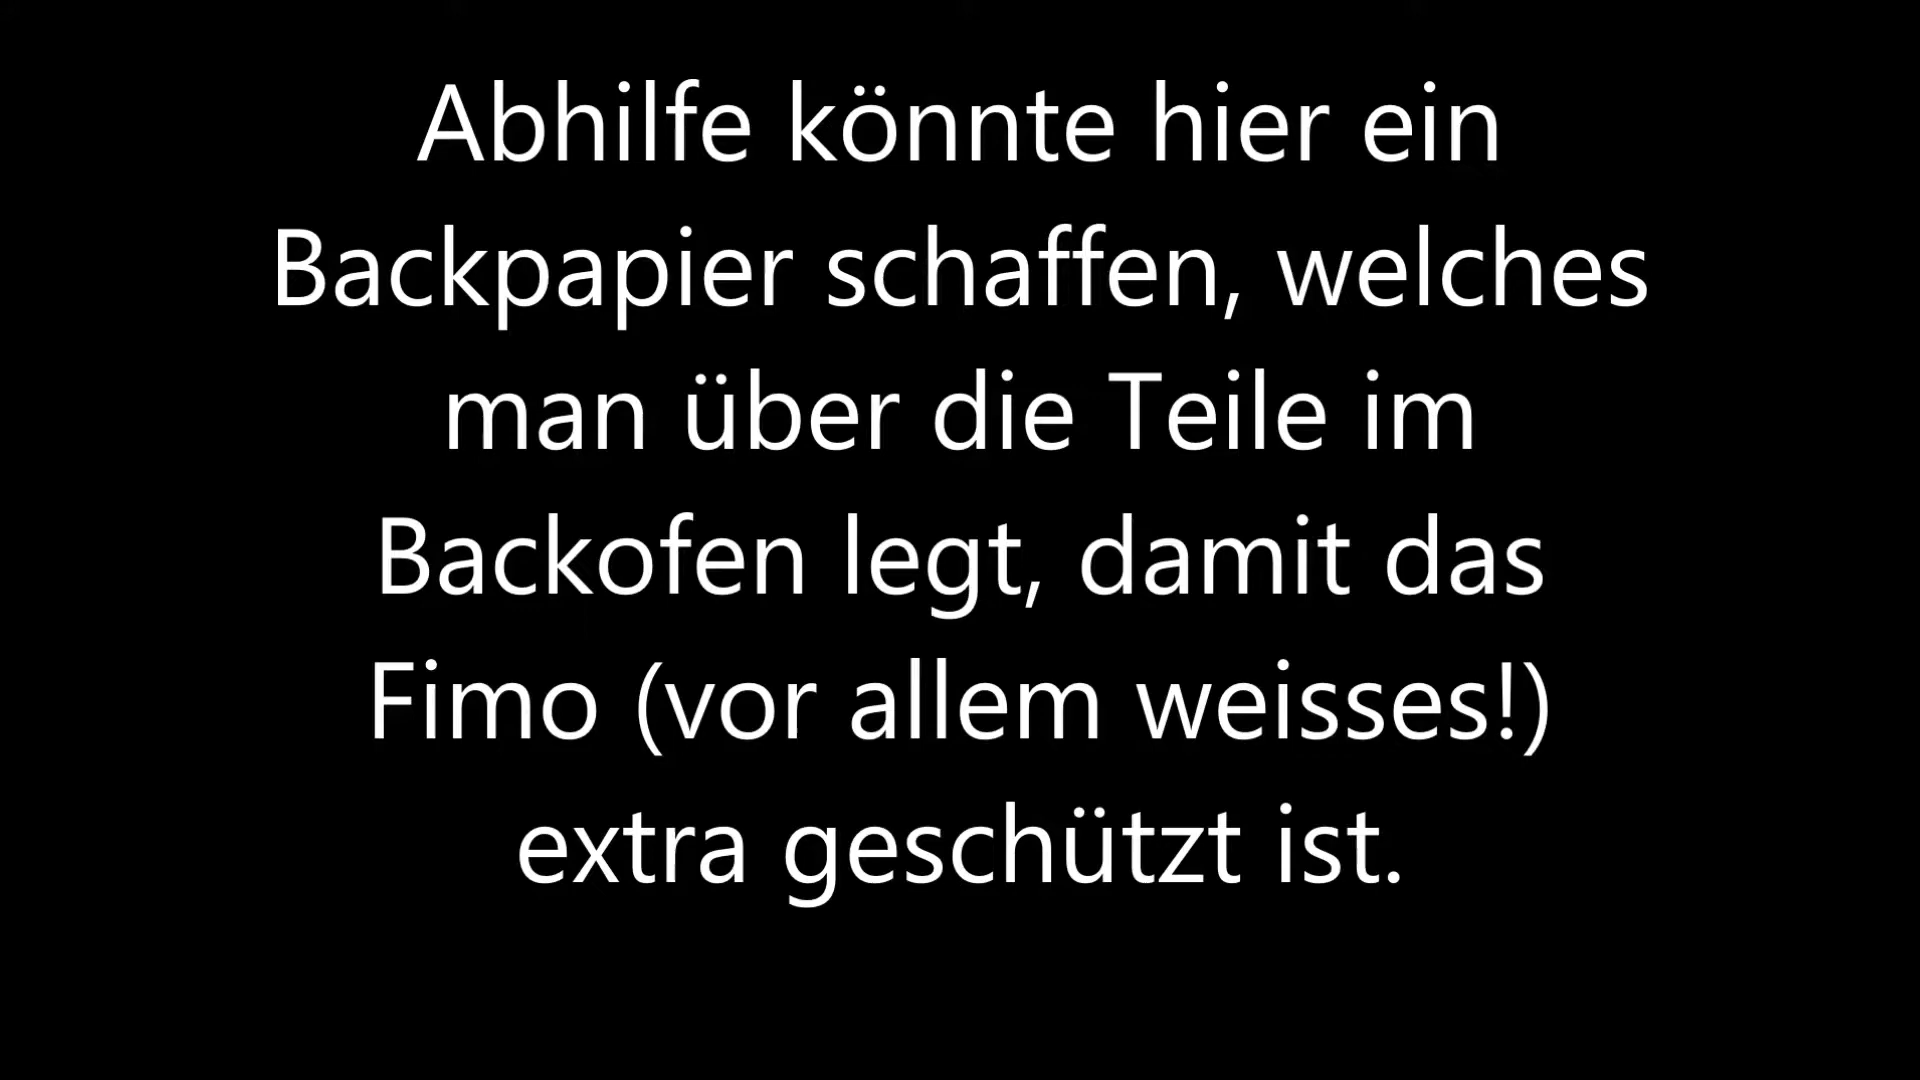 Abhilfe könnte hier ein
Backpapier schaffen, welches
man über die Teile im
Backofen legt, damit das
Fimo (vor allem weisses!)
extra geschützt ist.